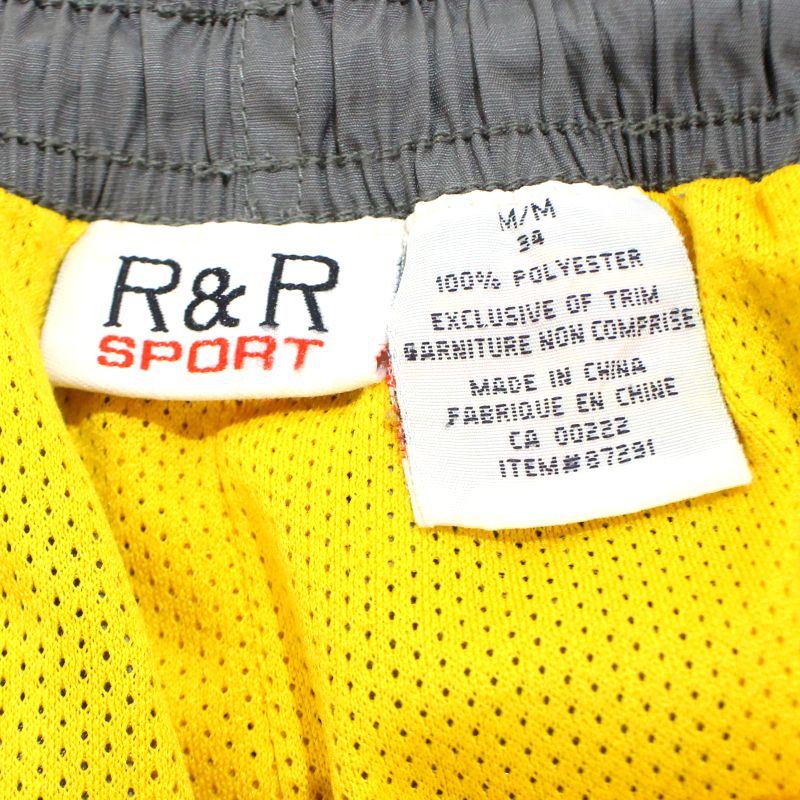 R&R
SPORT
M/M
34
100% POLYESTER
EXCLUSIVE OF TRIM
GARNITURE NON COMPRISE
MADE IN CHINA
FABRIQUE EN CHINE
CA 00222
ITEM#87291